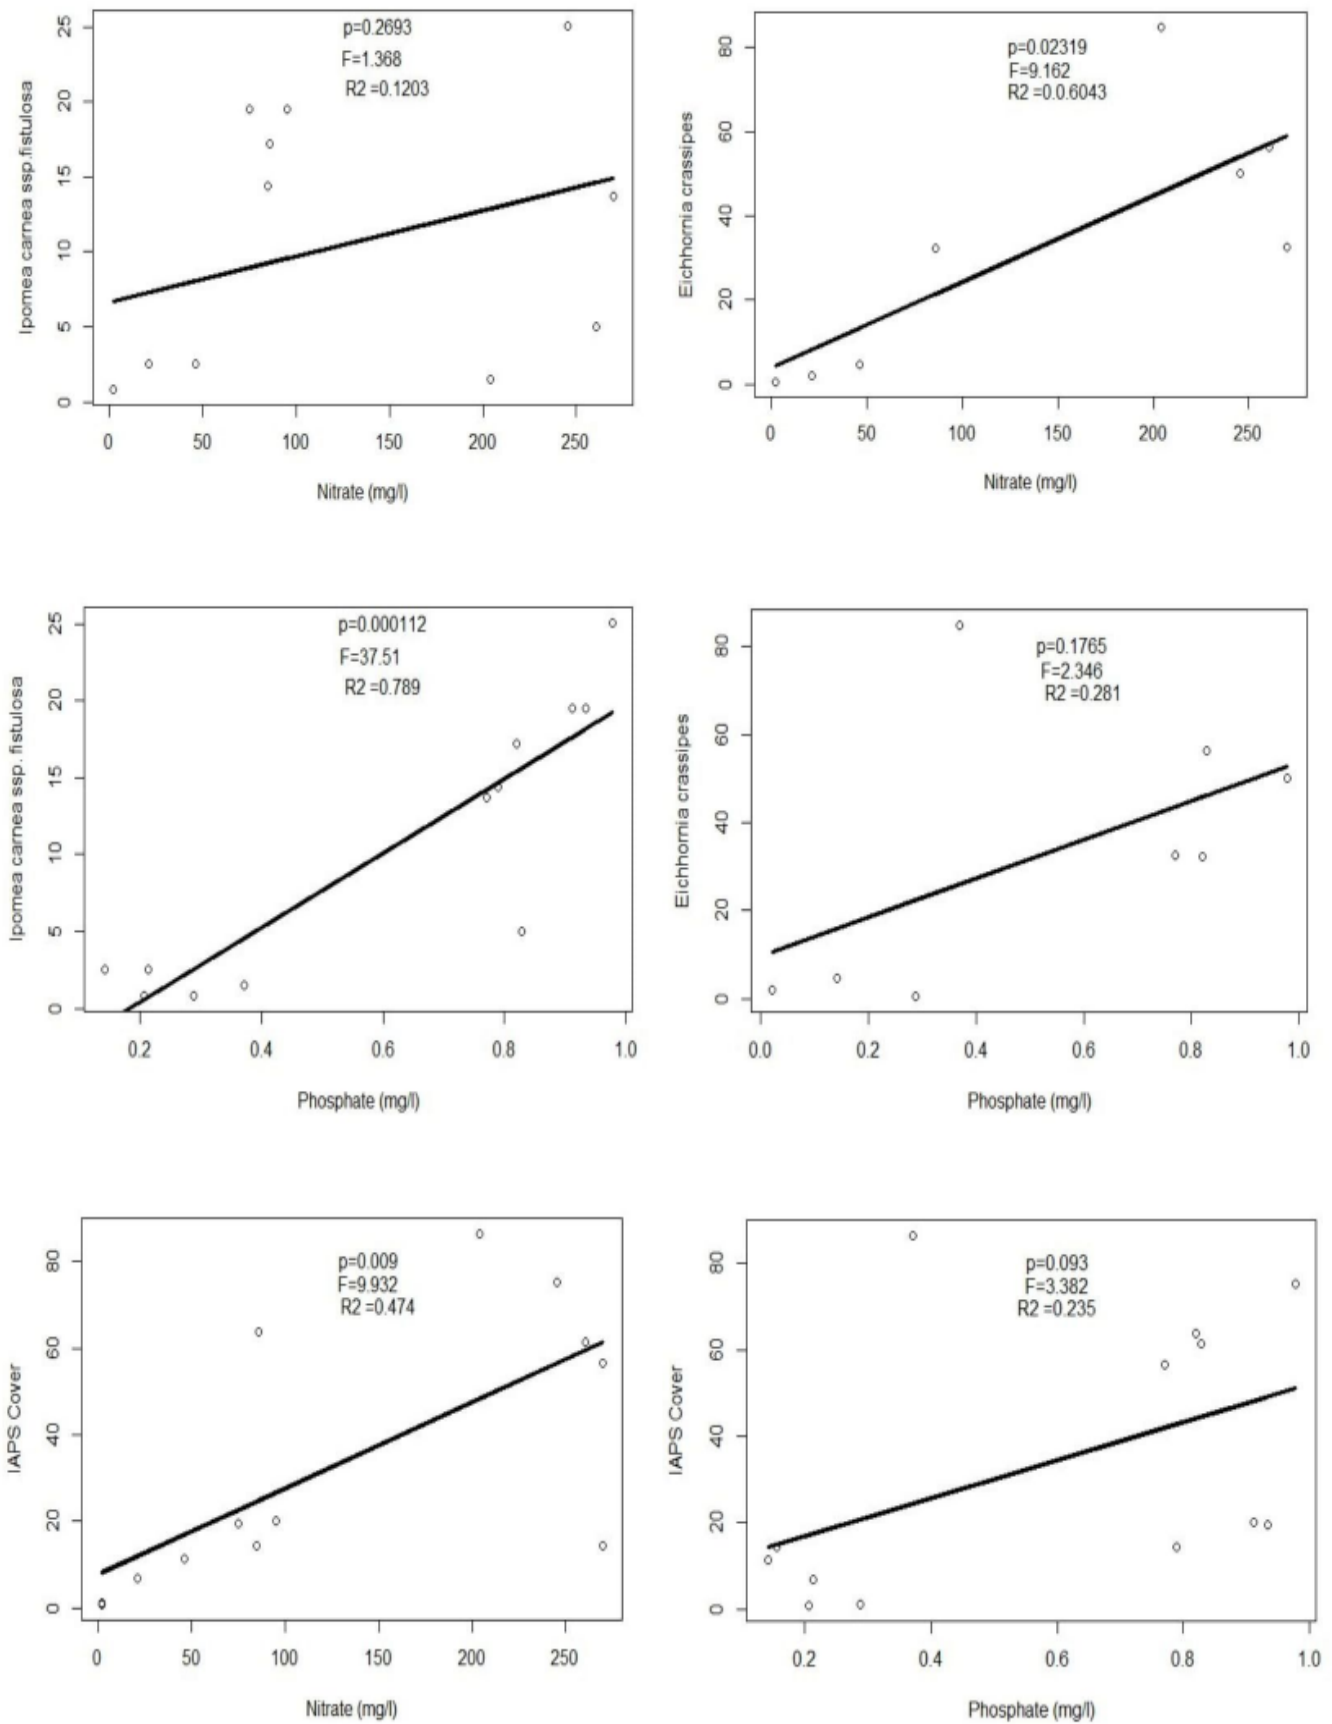 p=0.2693
F=1.368
R2 =0.1203
Ipomea carnea ssp.fistulosa
0 5 10 15 20 25
0 50 100 150 200 250
Nitrate (mg/l)
p=0.02319
F=9.162
R2 =0.0.6043
Eichhornia crassipes
0 20 40 60 80
0 50 100 150 200 250
Nitrate (mg/l)
p=0.000112
F=37.51
R2 =0.789
Ipomea carnea ssp. fistulosa
0 5 10 15 20 25
0.2 0.4 0.6 0.8 1.0
Phosphate (mg/l)
p=0.1765
F=2.346
R2 =0.281
Eichhornia crassipes
0 20 40 60 80
0.0 0.2 0.4 0.6 0.8 1.0
Phosphate (mg/l)
p=0.009
F=9.932
R2 =0.474
IAPS Cover
0 20 40 60 80
0 50 100 150 200 250
Nitrate (mg/l)
p=0.093
F=3.382
R2 =0.235
IAPS Cover
0 20 40 60 80
0.2 0.4 0.6 0.8 1.0
Phosphate (mg/l)